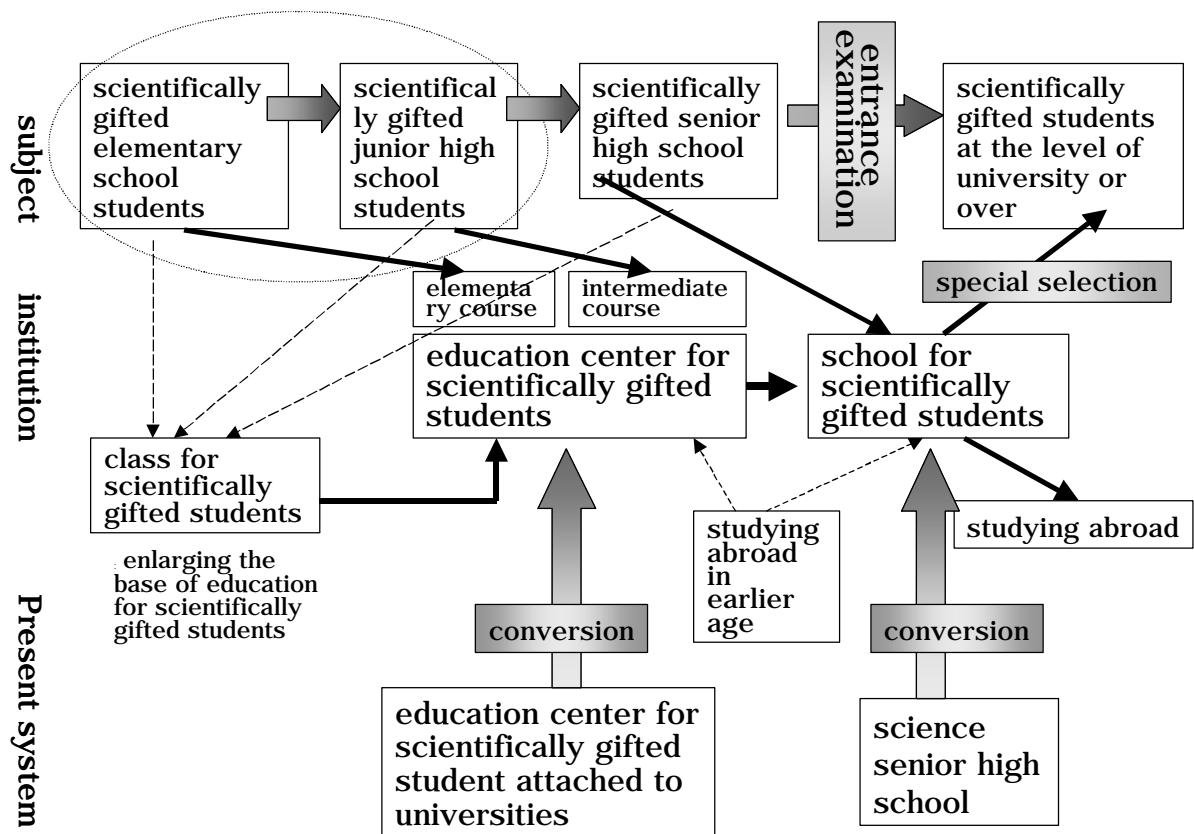 subject
scientifically
gifted
elementary
school
students
scientifical
ly gifted
junior high
school
students
scientifically
gifted senior
high school
students
entrance
examination
scientifically
gifted students
at the level of
university or
over
special selection
institution
elementa
ry course
intermediate
course
education center for
scientifically gifted
students
school for
scientifically
gifted students
class for
scientifically
gifted students
: enlarging the
base of education
for scientifically
gifted students
studying
abroad
in
earlier
age
studying abroad
Present system
conversion
conversion
education center for
scientifically gifted
student attached to
universities
science
senior high
school